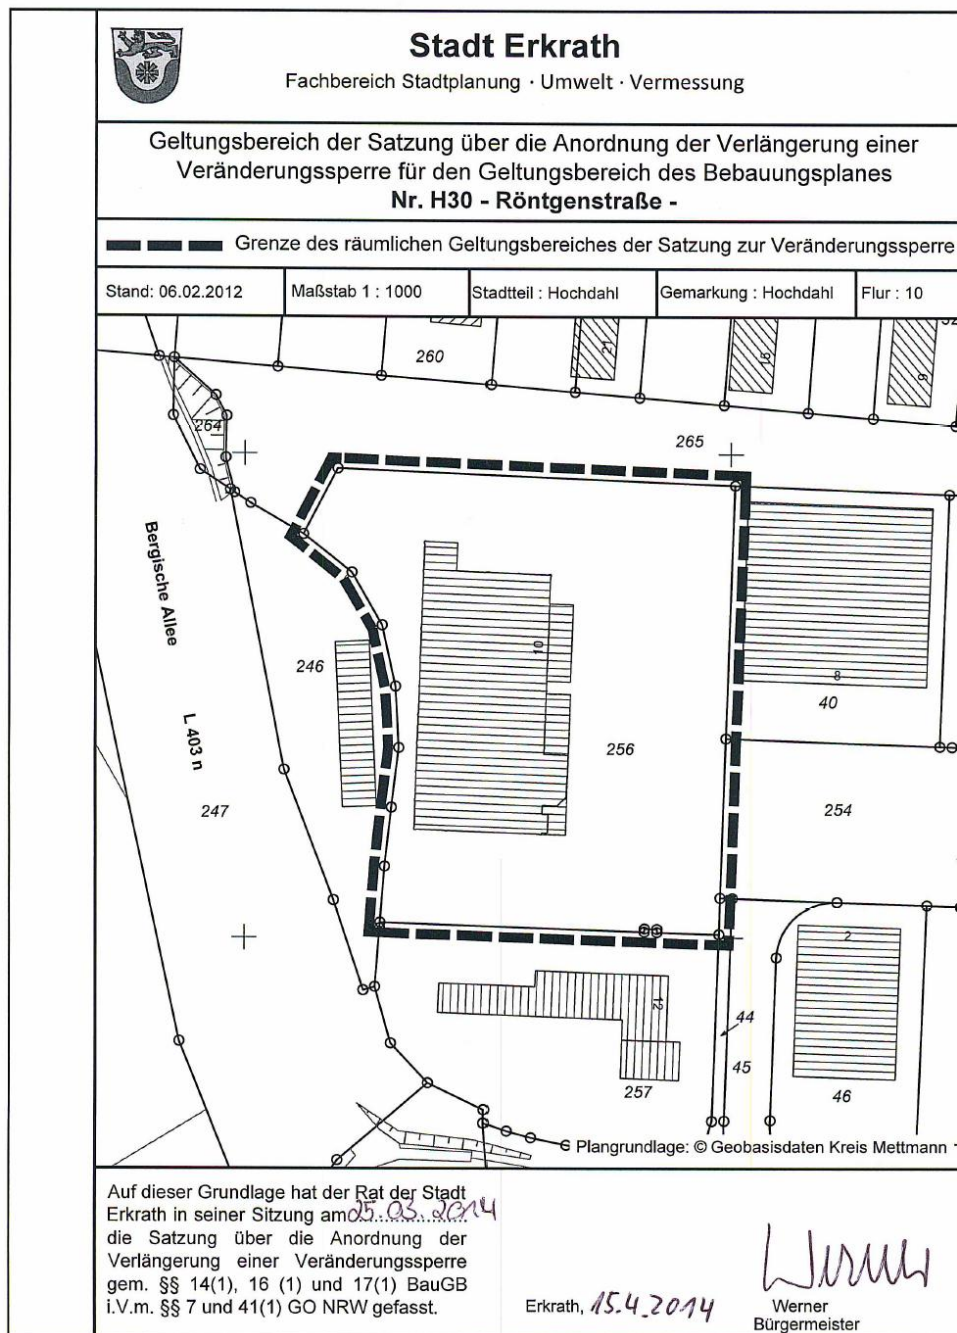 Stadt Erkrath
Fachbereich Stadtplanung · Umwelt · Vermessung
Geltungsbereich der Satzung über die Anordnung der Verlängerung einer
Veränderungssperre für den Geltungsbereich des Bebauungsplanes
Nr. H30 - Röntgenstraße -
Grenze des räumlichen Geltungsbereiches der Satzung zur Veränderungssperre
Stand: 06.02.2012
Maßstab 1 : 1000
Stadtteil : Hochdahl
Gemarkung : Hochdahl
Flur : 10
260
21
16
9
264
265
Bergische Allee
L 403 n
246
10
256
8
40
247
254
2
12
44
45
257
46
Plangrundlage: © Geobasisdaten Kreis Mettmann
Auf dieser Grundlage hat der Rat der Stadt
Erkrath in seiner Sitzung am 25.03.2014
die Satzung über die Anordnung der
Verlängerung einer Veränderungssperre
gem. §§ 14(1), 16 (1) und 17(1) BauGB
i.V.m. §§ 7 und 41(1) GO NRW gefasst.
Erkrath, 15.4.2014
Werner
Werner
Bürgermeister